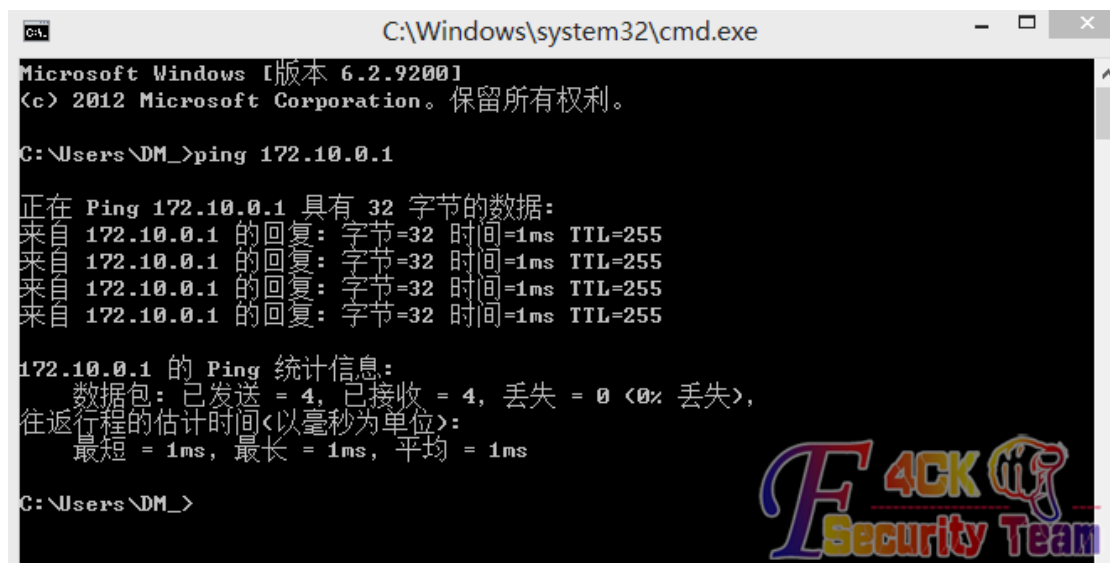 C:\Windows\system32\cmd.exe
Microsoft Windows [版本 6.2.9200]
(c) 2012 Microsoft Corporation。保留所有权利。
C:\Users\DM_>ping 172.10.0.1
正在 Ping 172.10.0.1 具有 32 字节的数据:
来自 172.10.0.1 的回复: 字节=32 时间=1ms TTL=255
来自 172.10.0.1 的回复: 字节=32 时间=1ms TTL=255
来自 172.10.0.1 的回复: 字节=32 时间=1ms TTL=255
来自 172.10.0.1 的回复: 字节=32 时间=1ms TTL=255
172.10.0.1 的 Ping 统计信息:
数据包: 已发送 = 4, 已接收 = 4, 丢失 = 0 (0% 丢失),
往返行程的估计时间(以毫秒为单位):
最短 = 1ms, 最长 = 1ms, 平均 = 1ms
C:\Users\DM_>
F4CK
Security Team